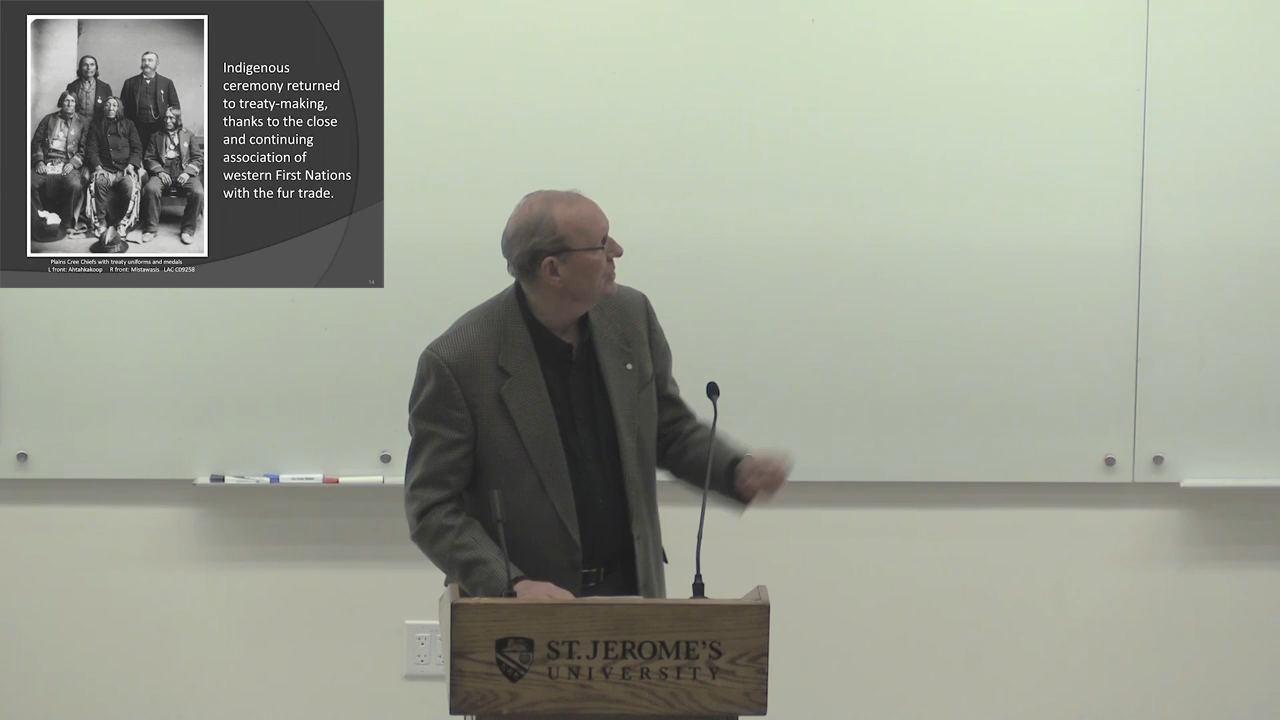 Indigenous
ceremony returned
to treaty-making,
thanks to the close
and continuing
association of
western First Nations
with the fur trade.
Plains Cree Chiefs with treaty uniforms and medals
L front: Ahtahkakoop R front: Mistawasis LAC C09258
14
ST. JEROME'S
UNIVERSITY